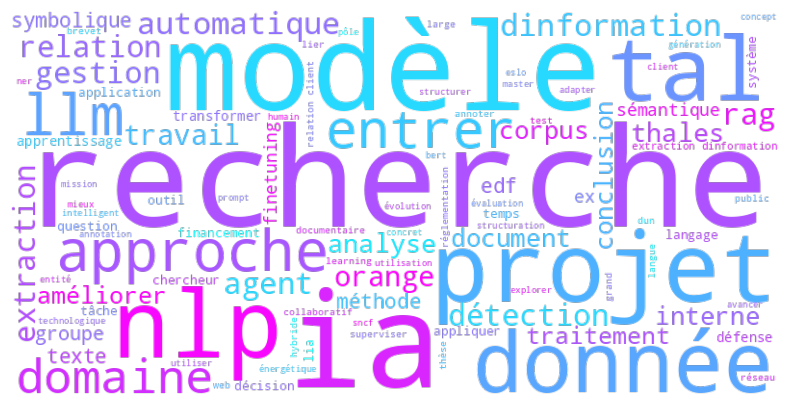 symbolique
automatique
brevet
pôle
large
dinformation
concept
relation
modèle
lier
tal
génération
gestion
client
système
llm
application
relation client
structurer
eslo
master
adapter
ner
transformer
humain
annoter
test
sémantique
rag
apprentissage
travail
entrer
corpus
thales
finetuning
conclusion
extraction dinformation
recherche
bert
extraction
mission
mieux
intelligent
annotation
outil
prompt
évolution
réglementation
edf
ex
évaluation
temps
public
question
financement
documentaire
concret
structuration
dun
langage
approche
analyse
document
projet
learning
utilisation
langue
entité
chercheur
agent
orange
explorer
grand
avancer
améliorer
méthode
tâche
nlp
ia
collaboratif
détection
interne
technologique
groupe
hybride
lia
sncf
superviser
appliquer
traitement
défense
texte
utiliser
énergétique
thèse
donnée
domaine
web
décision
réseau